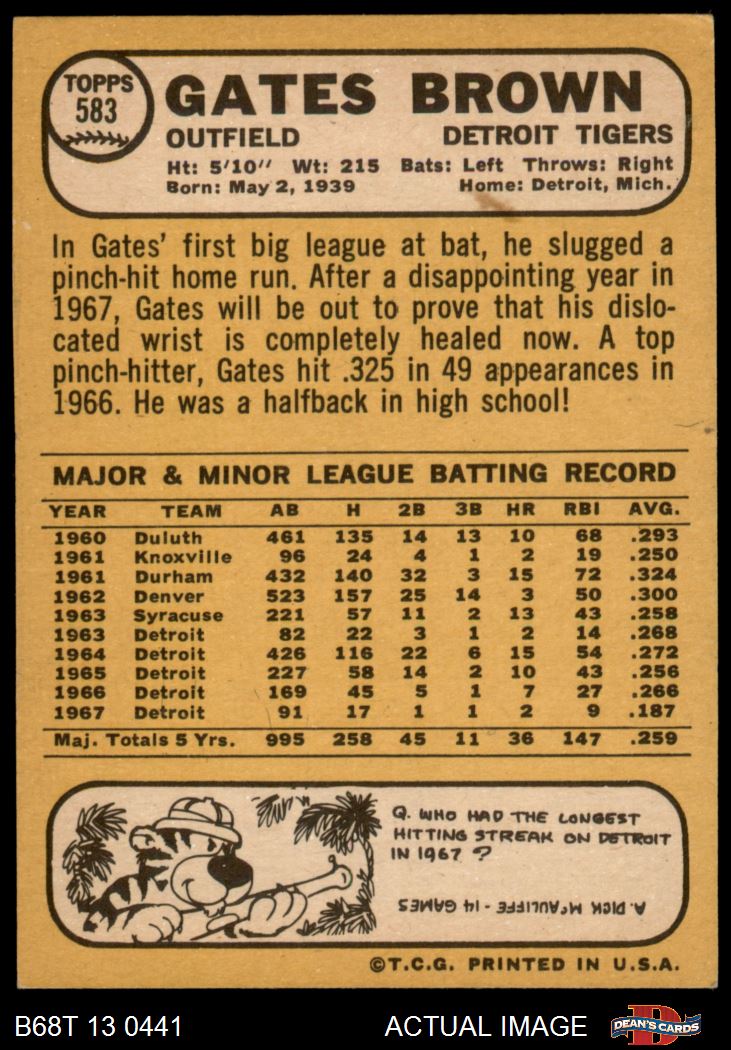 TOPPS
583
GATES BROWN
OUTFIELD DETROIT TIGERS
Ht: 5'10'' Wt: 215 Bats: Left Throws: Right
Born: May 2, 1939 Home: Detroit, Mich.
In Gates' first big league at bat, he slugged a
pinch-hit home run. After a disappointing year in
1967, Gates will be out to prove that his dislo-
cated wrist is completely healed now. A top
pinch-hitter, Gates hit .325 in 49 appearances in
1966. He was a halfback in high school!
MAJOR & MINOR LEAGUE BATTING RECORD
YEAR TEAM AB H 2B 3B HR RBI AVG.
1960 Duluth 461 135 14 13 10 68 .293
1961 Knoxville 96 24 4 1 2 19 .250
1961 Durham 432 140 32 3 15 72 .324
1962 Denver 523 157 25 14 3 50 .300
1963 Syracuse 221 57 11 2 13 43 .258
1963 Detroit 82 22 3 1 2 14 .268
1964 Detroit 426 116 22 6 15 54 .272
1965 Detroit 227 58 14 2 10 43 .256
1966 Detroit 169 45 5 1 7 27 .266
1967 Detroit 91 17 1 1 2 9 .187
Maj. Totals 5 Yrs. 995 258 45 11 36 147 .259
Q. WHO HAD THE LONGEST
HITTING STREAK ON DETROIT
IN 1967 ?
A. DICK McAULIFFE - 14 GAMES
©T.C.G. PRINTED IN U.S.A.
B68T 13 0441 ACTUAL IMAGE
D
DEAN'S CARDS